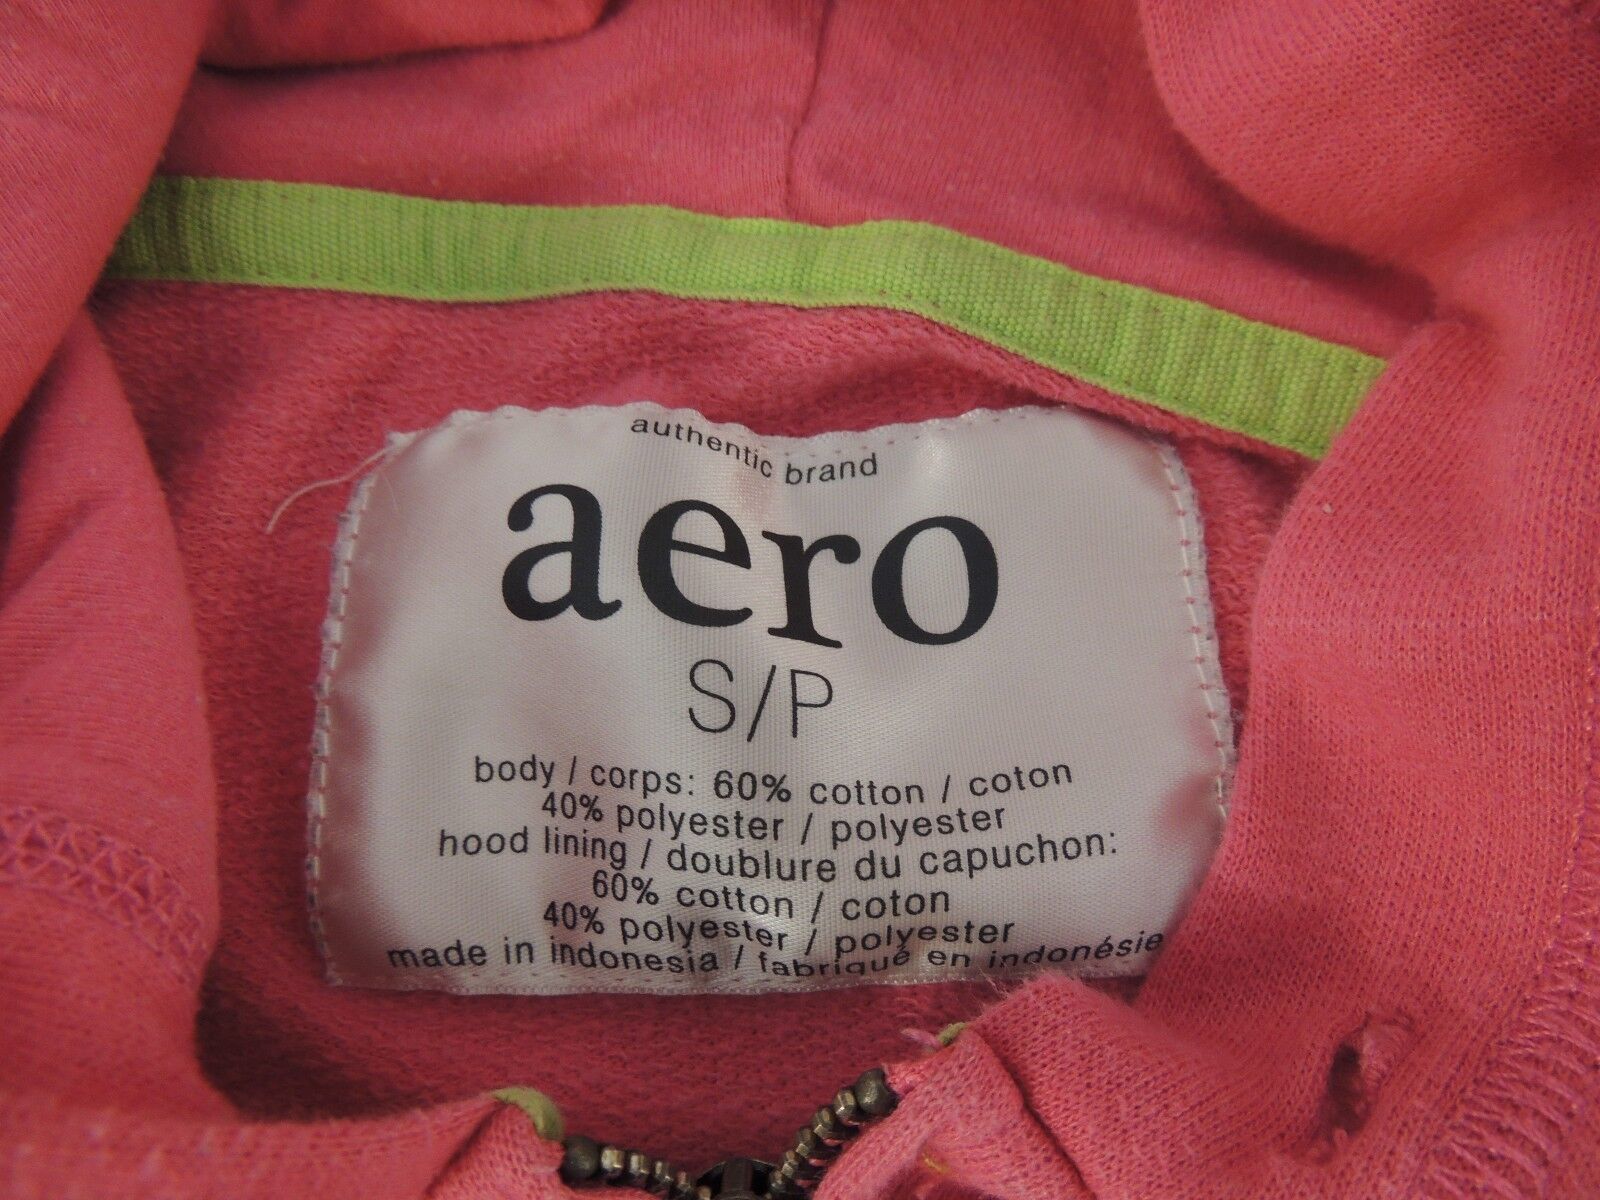 authentic brand
aero
S/P
body / corps: 60% cotton / coton
40% polyester / polyester
hood lining / doublure du capuchon:
60% cotton / coton
40% polyester / polyester
made in indonesia / fabriqué en indonésie